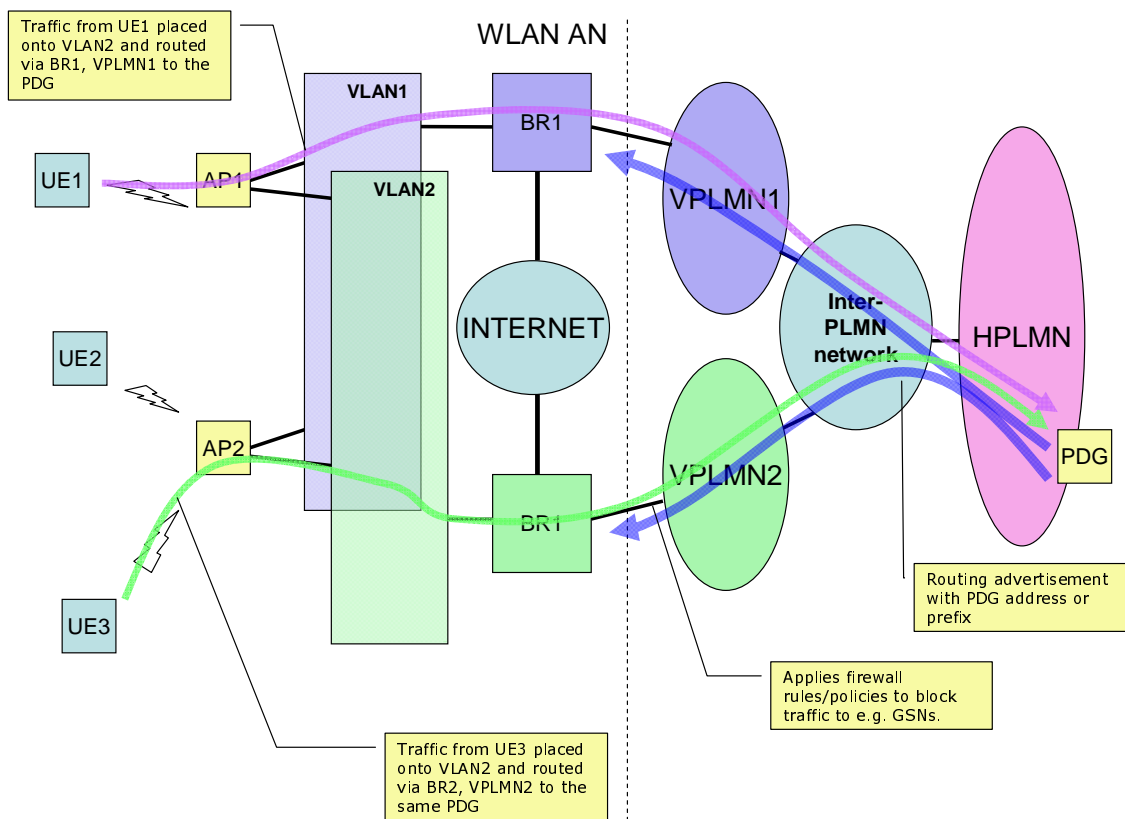 Traffic from UE1 placed
onto VLAN2 and routed
via BR1, VPLMN1 to the
PDG
WLAN AN
VLAN1
BR1
UE1
AP1
VLAN2
VPLMN1
INTERNET
Inter-
PLMN
network
HPLMN
UE2
AP2
PDG
VPLMN2
BR1
UE3
Routing advertisement
with PDG address or
prefix
Applies firewall
rules/policies to block
traffic to e.g. GSNs.
Traffic from UE3 placed
onto VLAN2 and routed
via BR2, VPLMN2 to the
same PDG